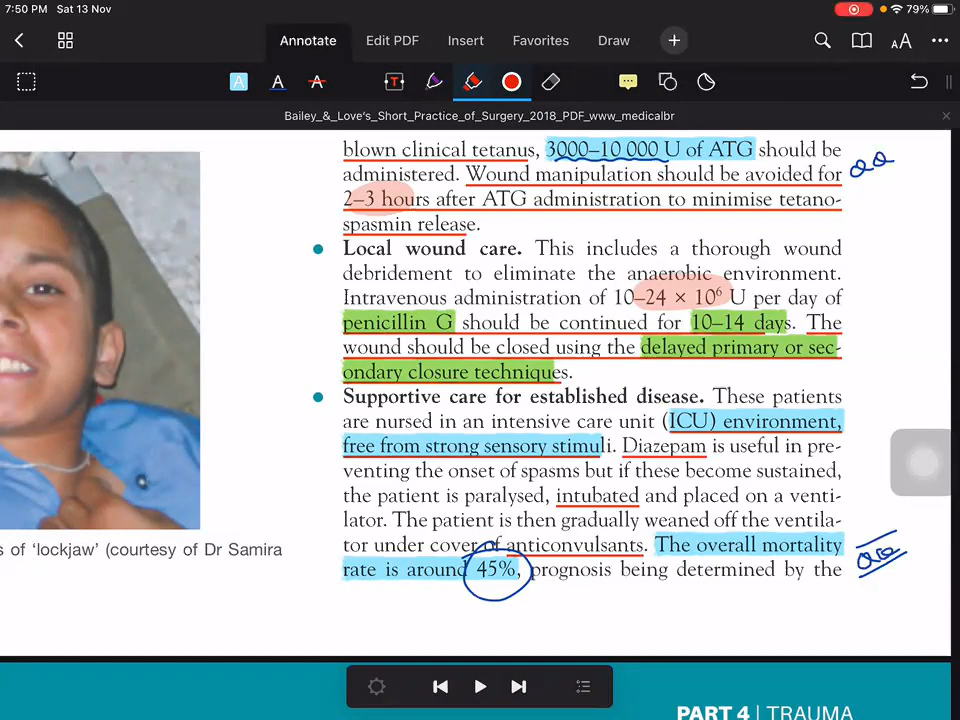 7:50 PM Sat 13 Nov
79%
Annotate Edit PDF Insert Favorites Draw
AA
A A T
Bailey_&_Love's_Short_Practice_of_Surgery_2018_PDF_www_medicalbr
blown clinical tetanus, 3000–10 000 U of ATG should be
administered. Wound manipulation should be avoided for
2–3 hours after ATG administration to minimise tetano-
spasmin release.
• Local wound care. This includes a thorough wound
debridement to eliminate the anaerobic environment.
Intravenous administration of 10–24 × 10⁶ U per day of
penicillin G should be continued for 10–14 days. The
wound should be closed using the delayed primary or sec-
ondary closure techniques.
• Supportive care for established disease. These patients
are nursed in an intensive care unit (ICU) environment,
free from strong sensory stimuli. Diazepam is useful in pre-
venting the onset of spasms but if these become sustained,
the patient is paralysed, intubated and placed on a venti-
lator. The patient is then gradually weaned off the ventila-
tor under cover of anticonvulsants. The overall mortality
rate is around 45%, prognosis being determined by the
s of 'lockjaw' (courtesy of Dr Samira
PART 4 | TRAUMA